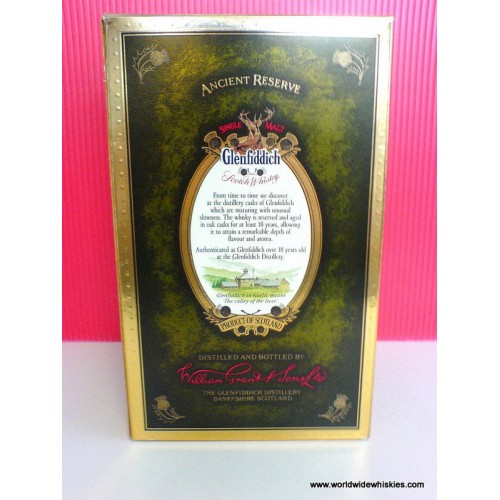 ANCIENT RESERVE
SINGLE MALT
Glenfiddich
Scotch Whisky
From time to time we discover
at the distillery casks of Glenfiddich
which are maturing with unusual
slowness. The whisky is reserved and aged
in oak casks for at least 18 years, allowing
it to attain a remarkable depth of
flavour and aroma.
Authenticated as Glenfiddich over 18 years old
at the Glenfiddich Distillery.
Glenfiddich in Gaelic means
The valley of the deer
PRODUCT OF SCOTLAND
DISTILLED AND BOTTLED BY
William Grant & Sons Ltd
THE GLENFIDDICH DISTILLERY
BANFFSHIRE SCOTLAND
www.worldwidewhiskies.com